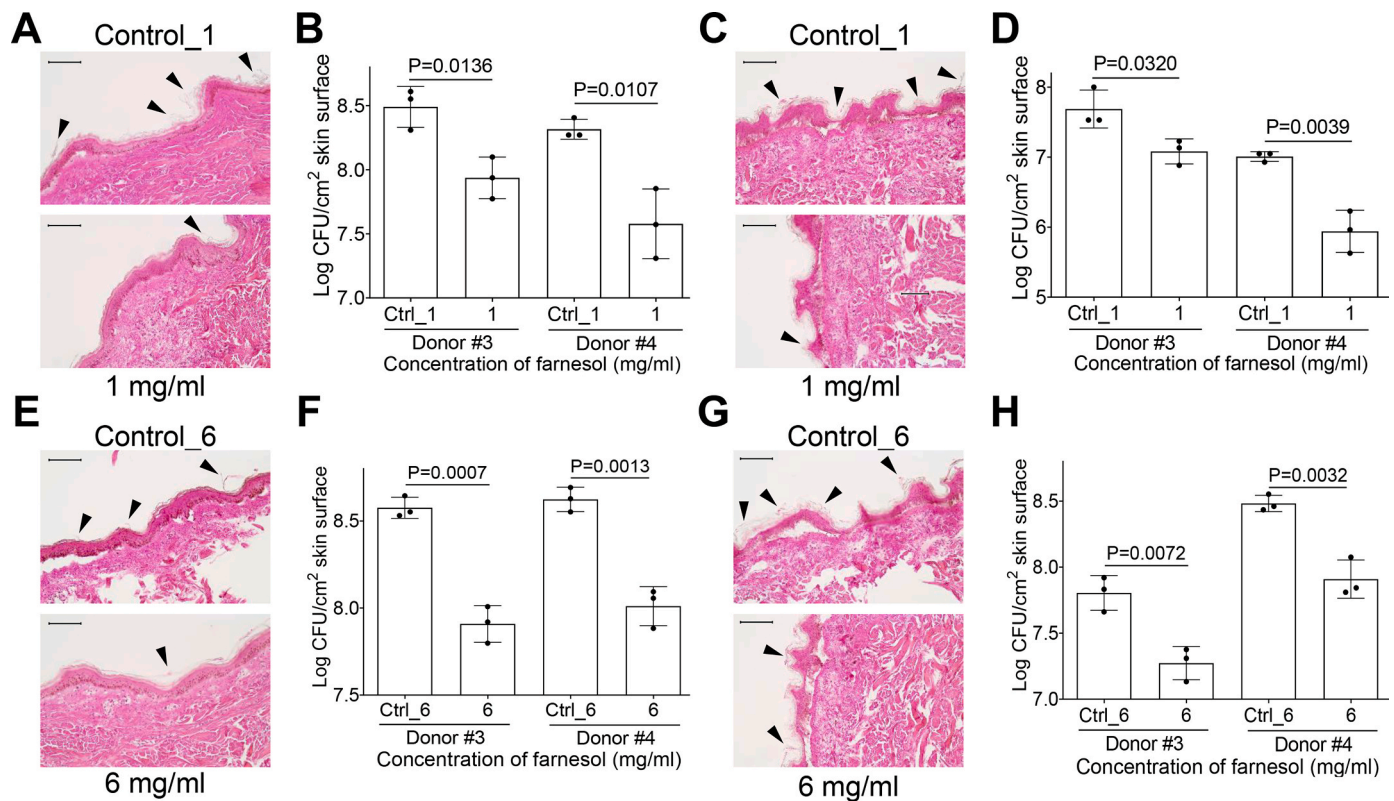 A
Control_1
1 mg/ml
B
Log CFU/cm² skin surface
8.5
8.0
7.5
7.0
P=0.0136
P=0.0107
Ctrl_1 1 Ctrl_1 1
Donor #3 Donor #4
Concentration of farnesol (mg/ml)
C
Control_1
1 mg/ml
D
Log CFU/cm² skin surface
8
7
6
5
P=0.0320
P=0.0039
Ctrl_1 1 Ctrl_1 1
Donor #3 Donor #4
Concentration of farnesol (mg/ml)
E
Control_6
6 mg/ml
F
Log CFU/cm² skin surface
8.5
8.0
7.5
P=0.0007
P=0.0013
Ctrl_6 6 Ctrl_6 6
Donor #3 Donor #4
Concentration of farnesol (mg/ml)
G
Control_6
6 mg/ml
H
Log CFU/cm² skin surface
8.5
8.0
7.5
7.0
P=0.0072
P=0.0032
Ctrl_6 6 Ctrl_6 6
Donor #3 Donor #4
Concentration of farnesol (mg/ml)